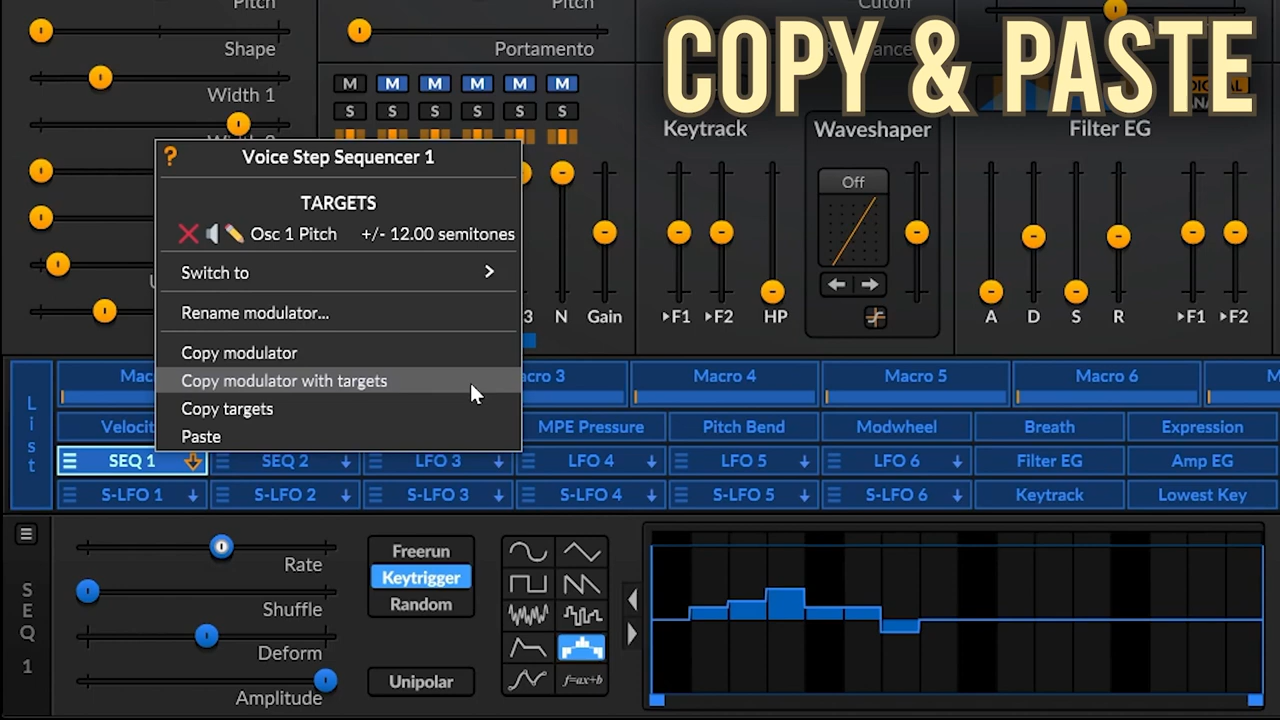 Pitch
Pitch
Cutoff
COPY & PASTE
Shape
Portamento
Width 1
M M M M M M
S S S S S S
Keytrack
Waveshaper
Filter EG
Off
Voice Step Sequencer 1
TARGETS
Osc 1 Pitch +/- 12.00 semitones
Switch to
Rename modulator...
Copy modulator
Copy modulator with targets
Copy targets
Paste
3 N Gain
▸F1 ▸F2 HP
A D S R ▸F1 ▸F2
List
Macro 4 Macro 5 Macro 6
MPE Pressure Pitch Bend Modwheel Breath Expression
SEQ 1 SEQ 2 LFO 3 LFO 4 LFO 5 LFO 6 Filter EG Amp EG
S-LFO 1 S-LFO 2 S-LFO 3 S-LFO 4 S-LFO 5 S-LFO 6 Keytrack Lowest Key
SEQ 1
Rate
Shuffle
Deform
Amplitude
Freerun
Keytrigger
Random
Unipolar
f=ax+b